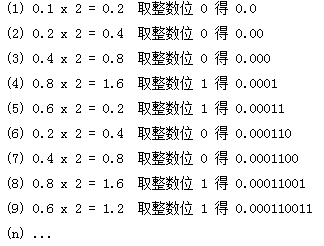 (1) 0.1 x 2 = 0.2  取整数位 0 得 0.0
(2) 0.2 x 2 = 0.4  取整数位 0 得 0.00
(3) 0.4 x 2 = 0.8  取整数位 0 得 0.000
(4) 0.8 x 2 = 1.6  取整数位 1 得 0.0001
(5) 0.6 x 2 = 0.2  取整数位 1 得 0.00011
(6) 0.2 x 2 = 0.4  取整数位 0 得 0.000110
(7) 0.4 x 2 = 0.8  取整数位 0 得 0.0001100
(8) 0.8 x 2 = 1.6  取整数位 1 得 0.00011001
(9) 0.6 x 2 = 1.2  取整数位 1 得 0.000110011
(n) ...